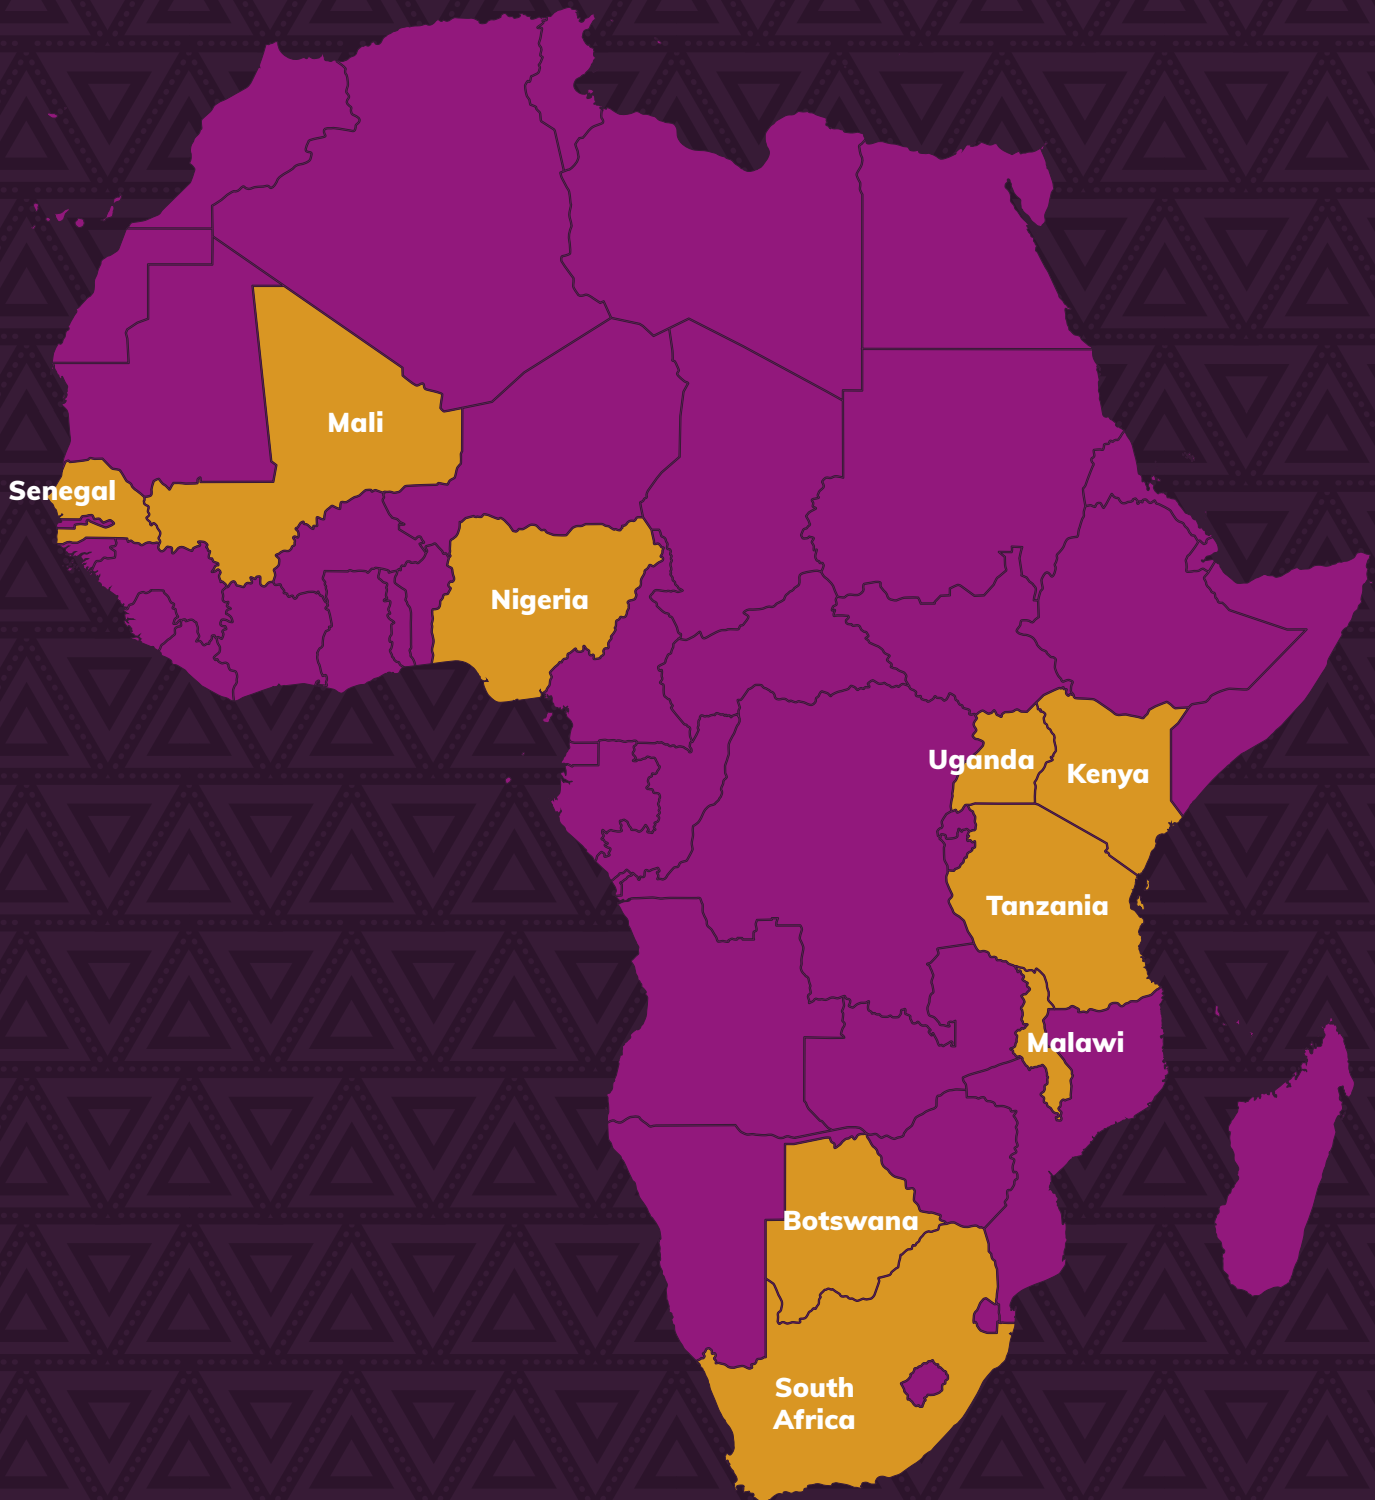 Mali
Senegal
Nigeria
Uganda
Kenya
Tanzania
Malawi
Botswana
South
Africa